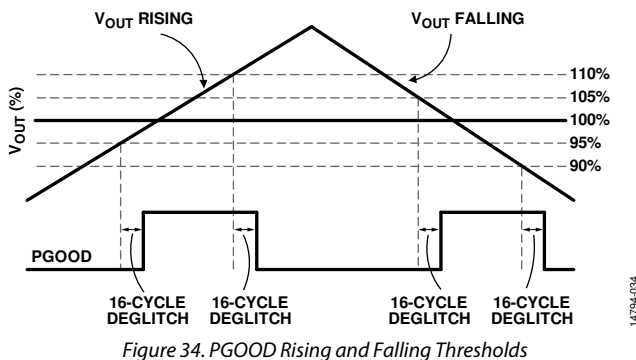 VOUT RISING
VOUT FALLING
VOUT (%)
110%
105%
100%
95%
90%
PGOOD
16-CYCLE
DEGLITCH
16-CYCLE
DEGLITCH
16-CYCLE
DEGLITCH
16-CYCLE
DEGLITCH
14794-034
Figure 34. PGOOD Rising and Falling Thresholds